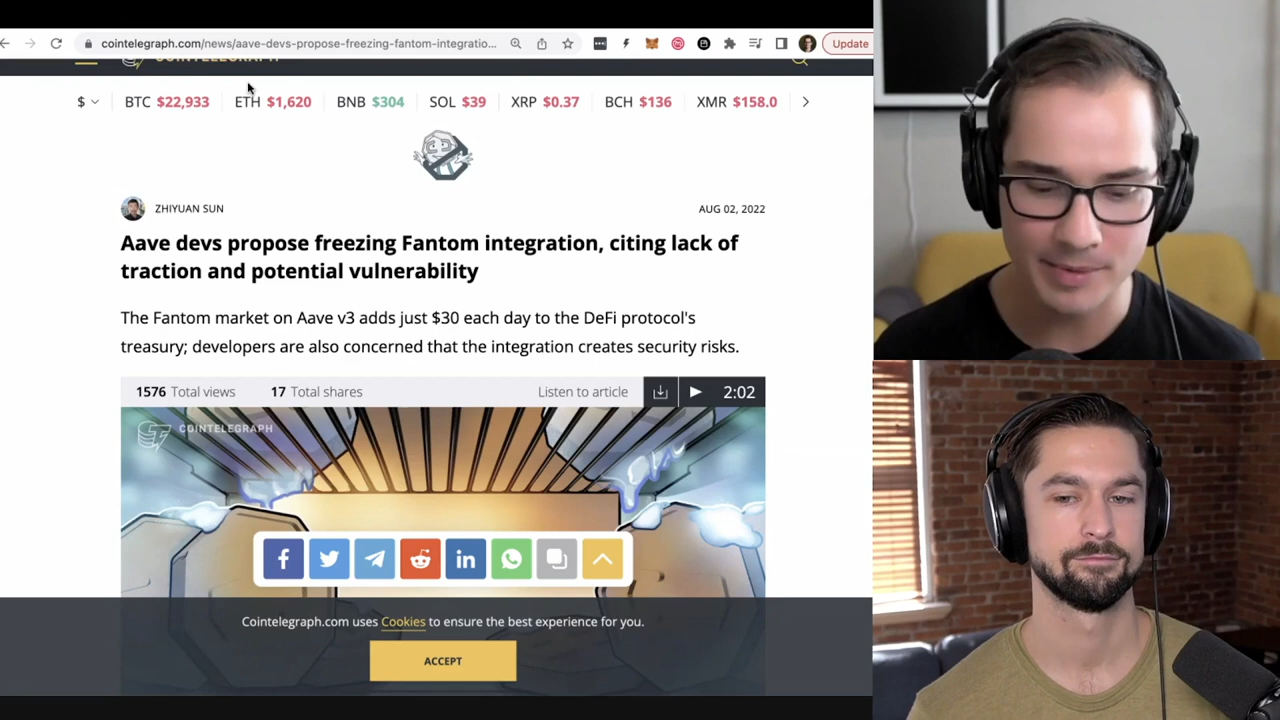 cointelegraph.com/news/aave-devs-propose-freezing-fantom-integratio...
Update
COINTELEGRAPH
$ BTC $22,933 ETH $1,620 BNB $304 SOL $39 XRP $0.37 BCH $136 XMR $158.0
ZHIYUAN SUN
AUG 02, 2022
Aave devs propose freezing Fantom integration, citing lack of
traction and potential vulnerability
The Fantom market on Aave v3 adds just $30 each day to the DeFi protocol's
treasury; developers are also concerned that the integration creates security risks.
1576 Total views 17 Total shares Listen to article 2:02
COINTELEGRAPH
Cointelegraph.com uses Cookies to ensure the best experience for you.
ACCEPT